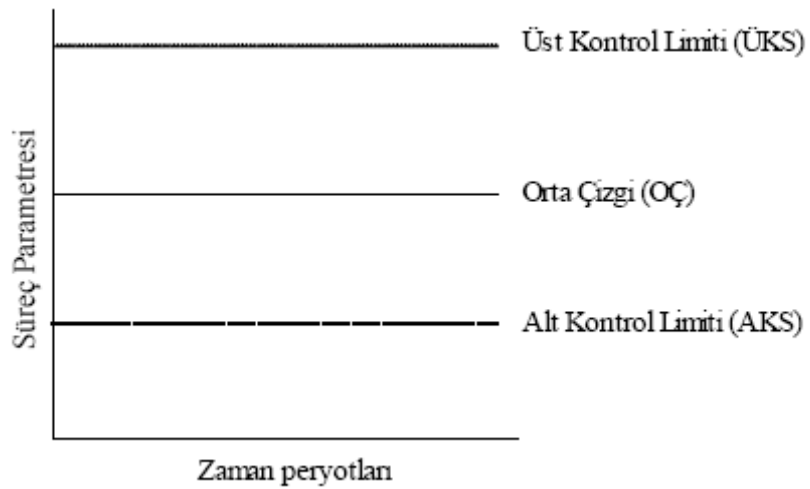 Üst Kontrol Limiti (ÜKS)
Orta Çizgi (OÇ)
Süreç Parametresi
Alt Kontrol Limiti (AKS)
Zaman peryotları